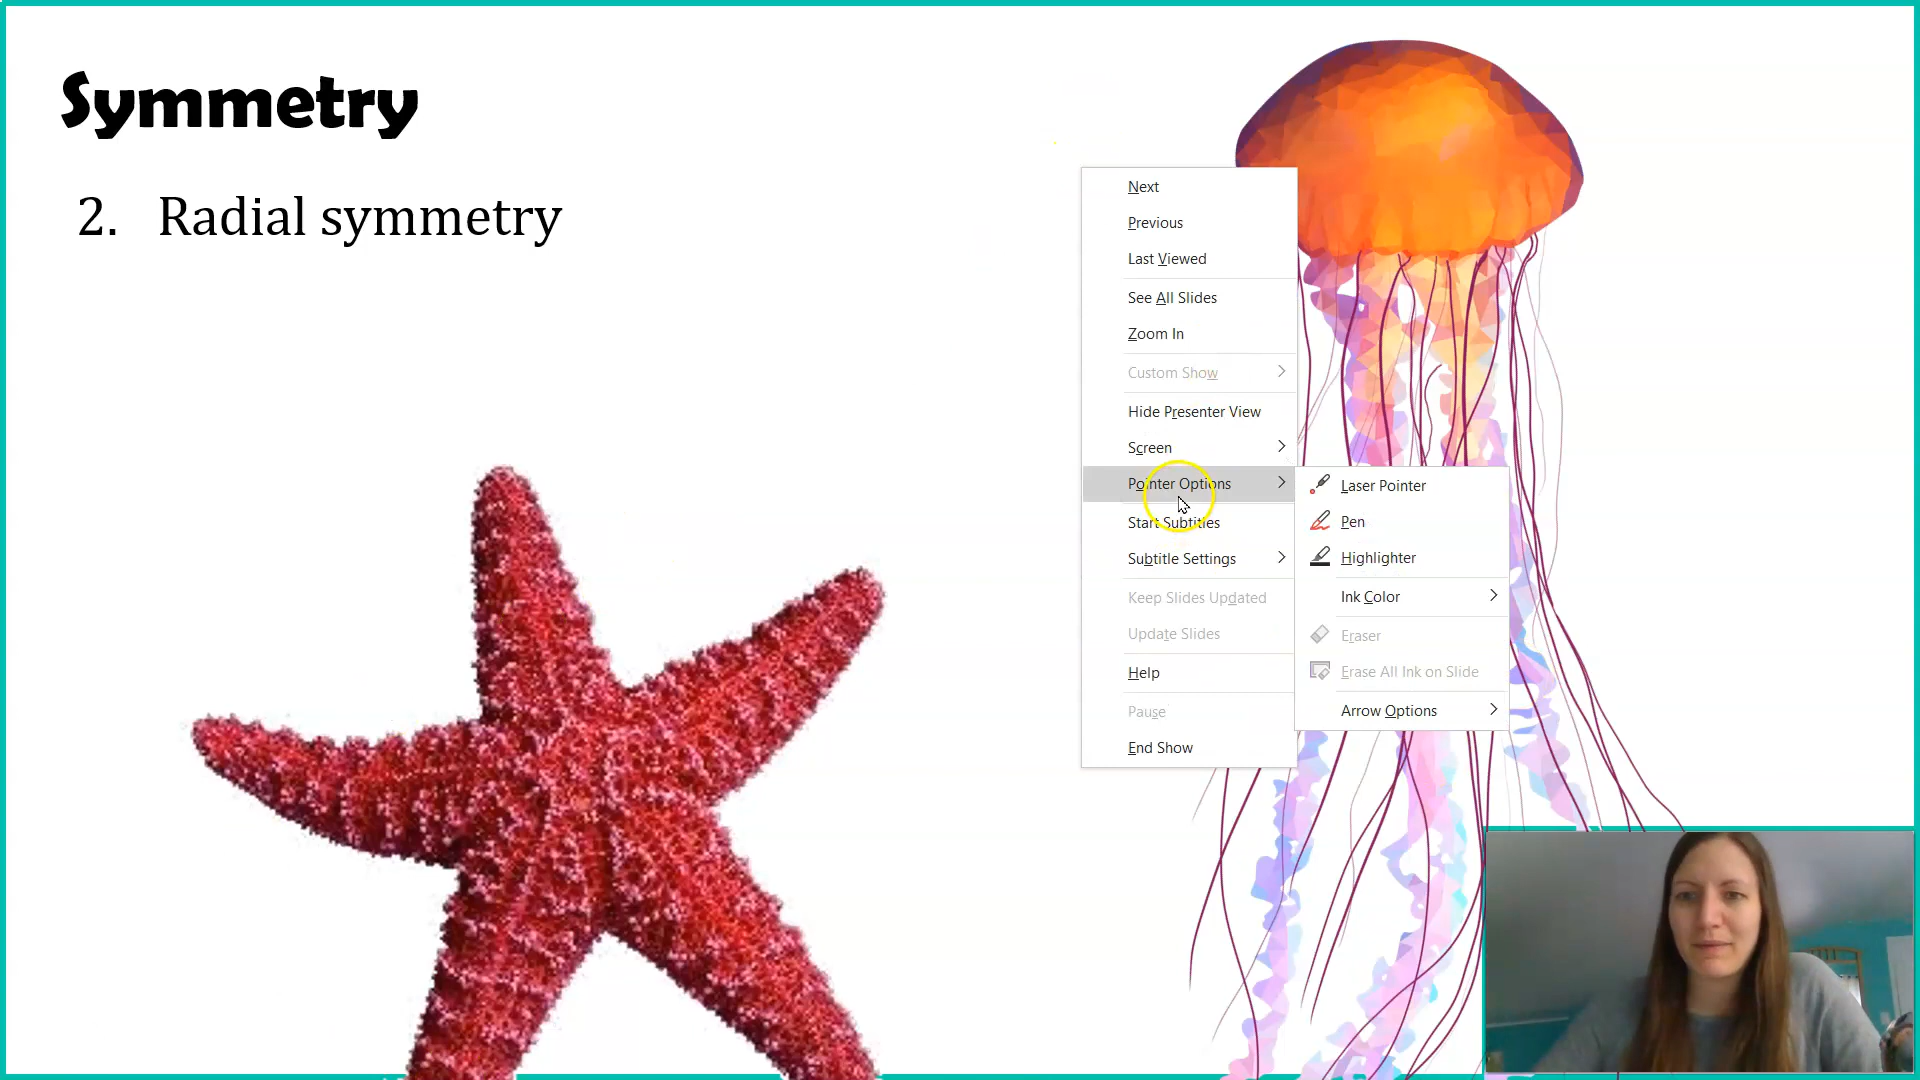 Symmetry
2. Radial symmetry
Next
Previous
Last Viewed
See All Slides
Zoom In
Custom Show
Hide Presenter View
Screen
Pointer Options
Start Subtitles
Subtitle Settings
Keep Slides Updated
Update Slides
Help
Pause
End Show
Laser Pointer
Pen
Highlighter
Ink Color
Eraser
Erase All Ink on Slide
Arrow Options